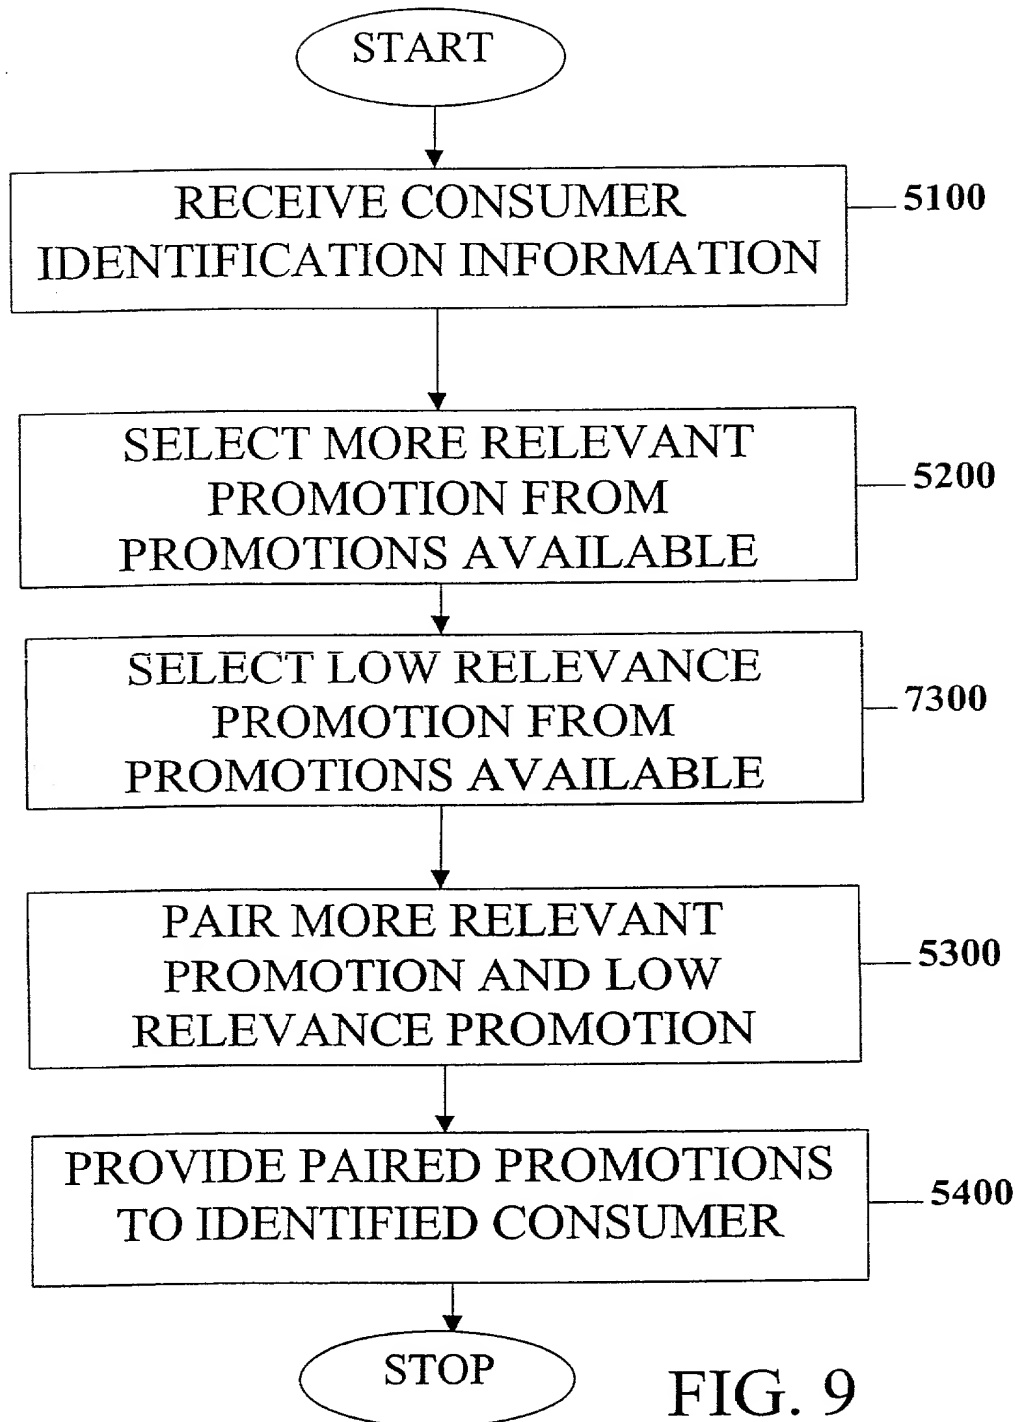 START
RECEIVE CONSUMER
IDENTIFICATION INFORMATION
5100
SELECT MORE RELEVANT
PROMOTION FROM
PROMOTIONS AVAILABLE
5200
SELECT LOW RELEVANCE
PROMOTION FROM
PROMOTIONS AVAILABLE
7300
PAIR MORE RELEVANT
PROMOTION AND LOW
RELEVANCE PROMOTION
5300
PROVIDE PAIRED PROMOTIONS
TO IDENTIFIED CONSUMER
5400
STOP
FIG. 9